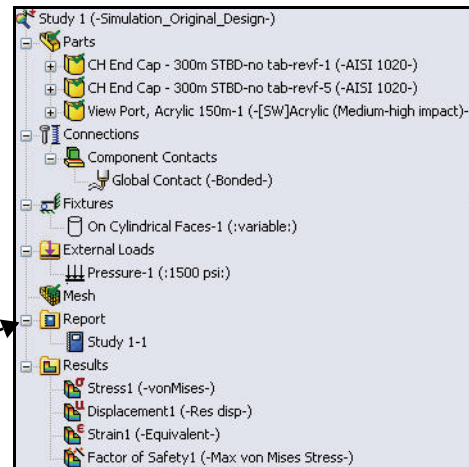 Study 1 (-Simulation_Original_Design-)
Parts
CH End Cap - 300m STBD-no tab-revf-1 (-AISI 1020-)
CH End Cap - 300m STBD-no tab-revf-5 (-AISI 1020-)
View Port, Acrylic 150m-1 (-[SW]Acrylic (Medium-high impact)-
Connections
Component Contacts
Global Contact (-Bonded-)
Fixtures
On Cylindrical Faces-1 (:variable:)
External Loads
Pressure-1 (:1500 psi:)
Mesh
Report
Study 1-1
Results
Stress1 (-vonMises-)
Displacement1 (-Res disp-)
Strain1 (-Equivalent-)
Factor of Safety1 (-Max von Mises Stress-)